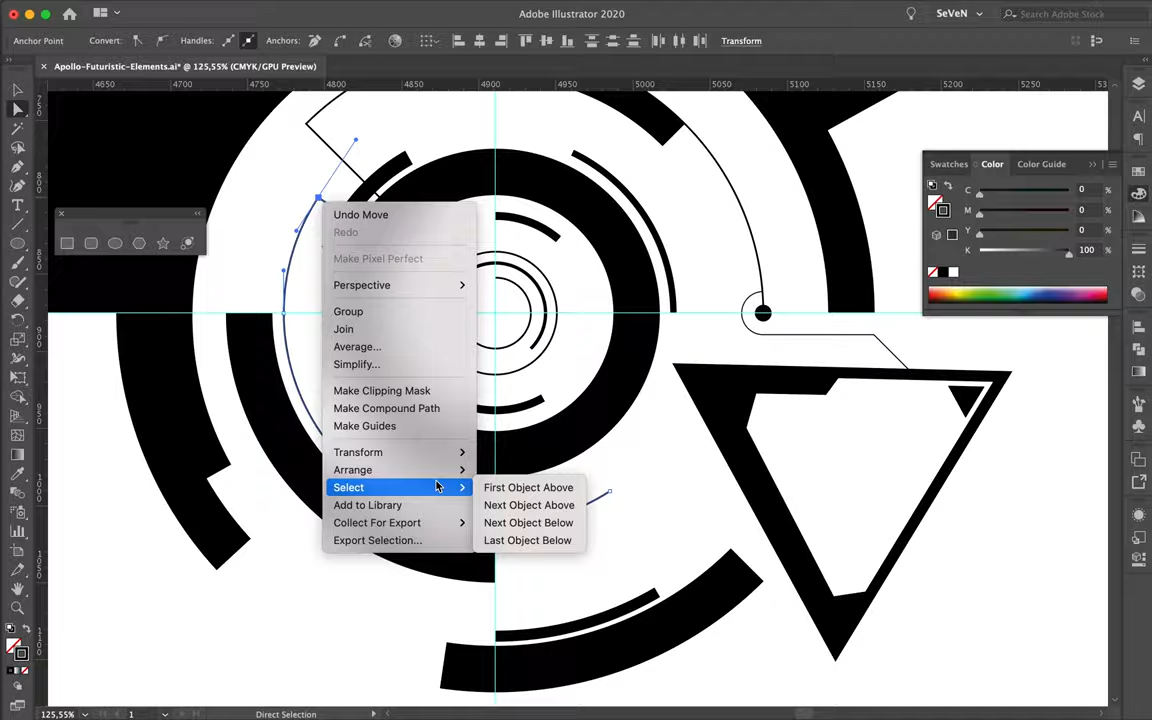 Adobe Illustrator 2020
SeVeN
Search Adobe Stock
Anchor Point
Convert:
Handles:
Anchors:
Transform
× Apollo-Futuristic-Elements.ai* @ 125,55% (CMYK/GPU Preview)
4650 4700 4750 4800 4850 4900 4950 5000 5050 5100 5150 5200 5250
Swatches
Color
Color Guide
C 0 %
M 0 %
Y 0 %
K 100 %
Undo Move
Redo
Make Pixel Perfect
Perspective
Group
Join
Average...
Simplify...
Make Clipping Mask
Make Compound Path
Make Guides
Transform
Arrange
Select
Add to Library
Collect For Export
Export Selection...
First Object Above
Next Object Above
Next Object Below
Last Object Below
125,55%
1
Direct Selection